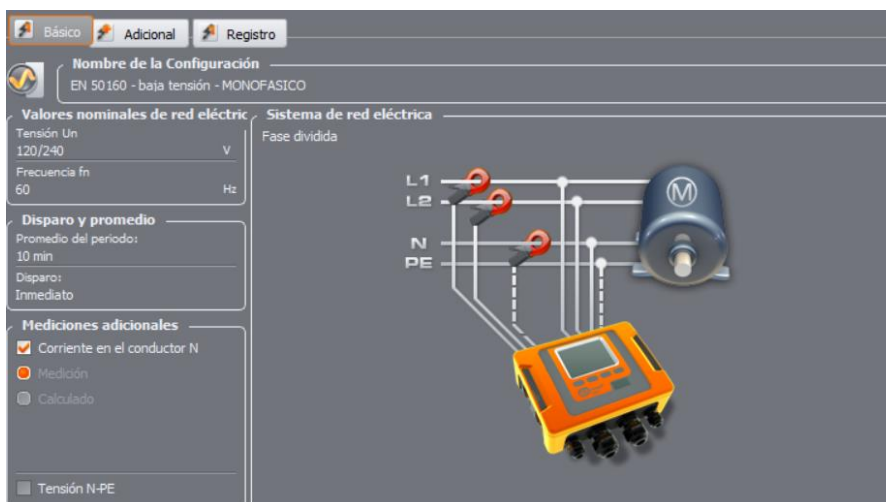 Básico
Adicional
Registro
Nombre de la Configuración
EN 50160 - baja tensión - MONOFASICO
Valores nominales de red eléctric
Tensión Un
120/240 V
Frecuencia fn
60 Hz
Disparo y promedio
Promedio del periodo:
10 min
Disparo:
Inmediato
Mediciones adicionales
Corriente en el conductor N
Medición
Calculado
Tensión N-PE
Sistema de red eléctrica
Fase dividida
L1
L2
N
PE
M